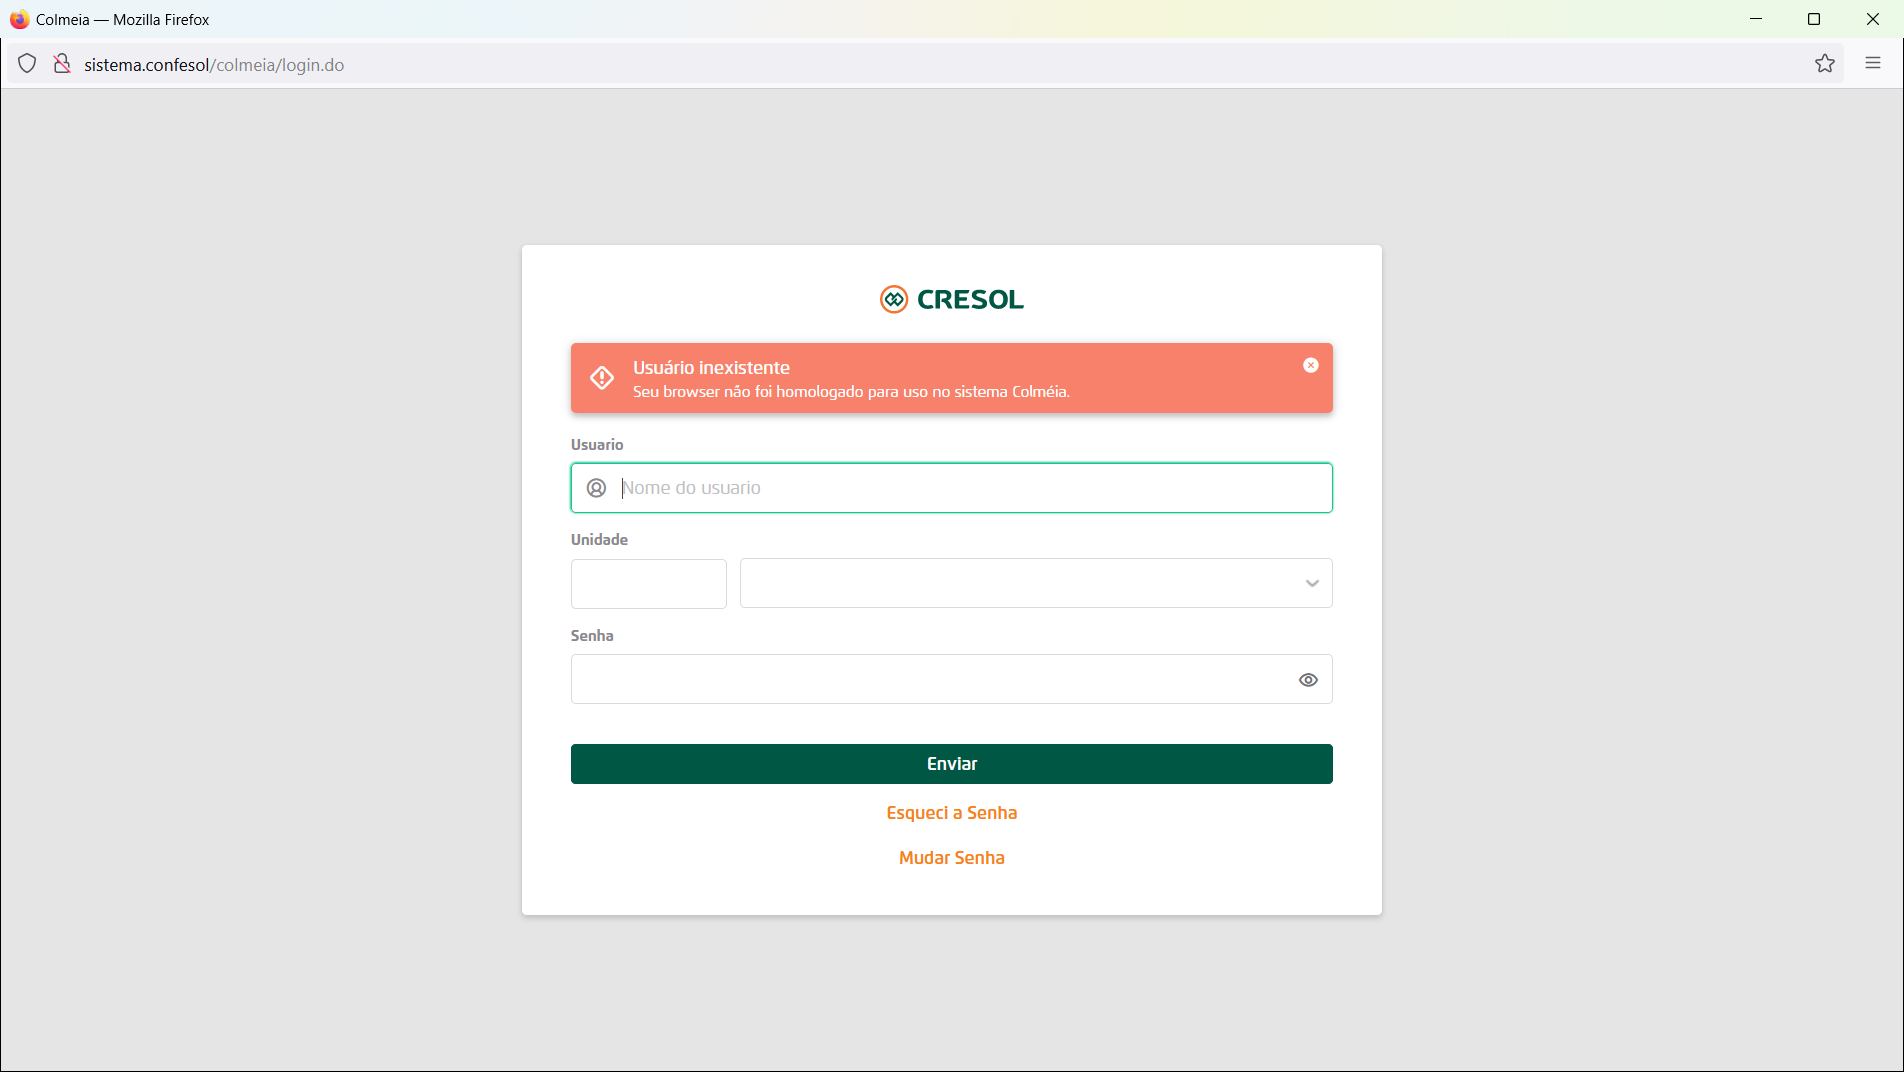 Colmeia — Mozilla Firefox
sistema.confesol/colmeia/login.do
CRESOL
Usuário inexistente
Seu browser não foi homologado para uso no sistema Colméia.
Usuario
Nome do usuario
Unidade
Senha
Enviar
Esqueci a Senha
Mudar Senha